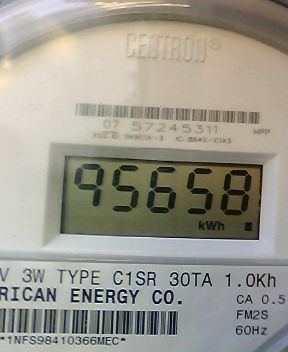 CENTRON®
07 57245311
HPP
95658
kWh
V 3W TYPE C1SR 30TA 1.0Kh
RICAN ENERGY CO.
CA 0.5
FM2S
60Hz
*1NFS98410366MEC*